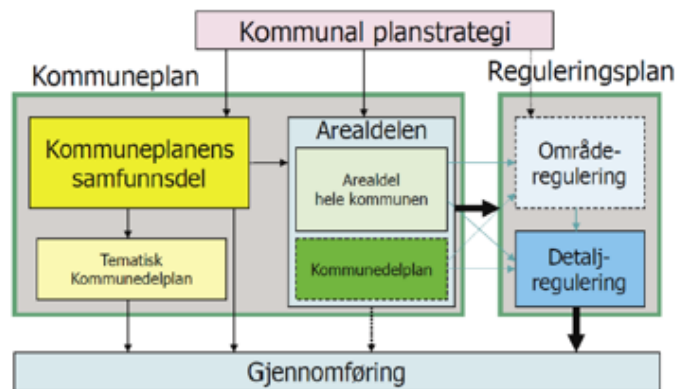 Kommunal planstrategi
Kommuneplan
Reguleringsplan
Kommuneplanens
samfunnsdel
Arealdelen
Arealdel
hele kommunen
Område-
regulering
Tematisk
Kommunedelplan
Kommunedelplan
Detalj-
regulering
Gjennomføring